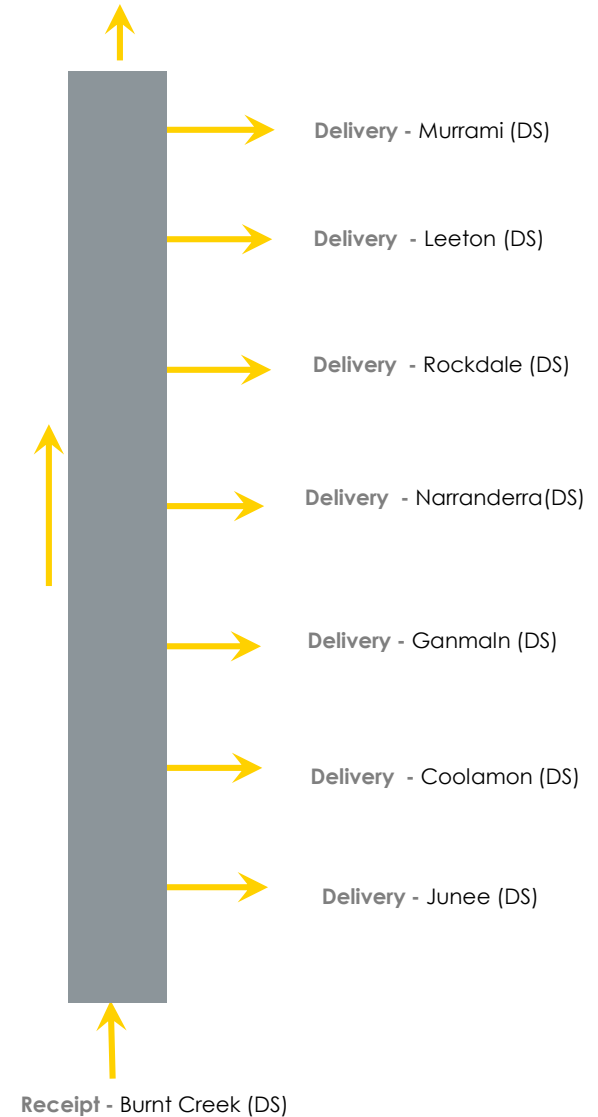 Delivery - Murrami (DS)
Delivery - Leeton (DS)
Delivery - Rockdale (DS)
Delivery - Narranderra(DS)
Delivery - Ganmaln (DS)
Delivery - Coolamon (DS)
Delivery - Junee (DS)
Receipt - Burnt Creek (DS)